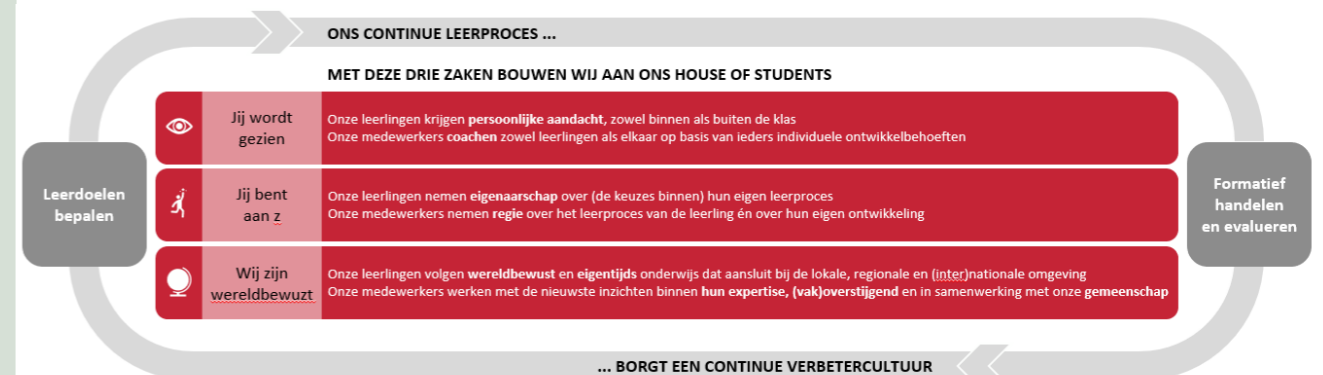 ONS CONTINUE LEERPROCES ...
MET DEZE DRIE ZAKEN BOUWEN WIJ AAN ONS HOUSE OF STUDENTS
Jij wordt
gezien
Onze leerlingen krijgen persoonlijke aandacht, zowel binnen als buiten de klas
Onze medewerkers coachen zowel leerlingen als elkaar op basis van ieders individuele ontwikkelbehoeften
Leerdoelen
bepalen
Jij bent
aan z
Onze leerlingen nemen eigenaarschap over (de keuzes binnen) hun eigen leerproces
Onze medewerkers nemen regie over het leerproces van de leerling én over hun eigen ontwikkeling
Formatief
handelen
en evalueren
Wij zijn
wereldbewuzt
Onze leerlingen volgen wereldbewust en eigentijds onderwijs dat aansluit bij de lokale, regionale en (inter)nationale omgeving
Onze medewerkers werken met de nieuwste inzichten binnen hun expertise, (vak)overstijgend en in samenwerking met onze gemeenschap
... BORGT EEN CONTINUE VERBETERCULTUUR